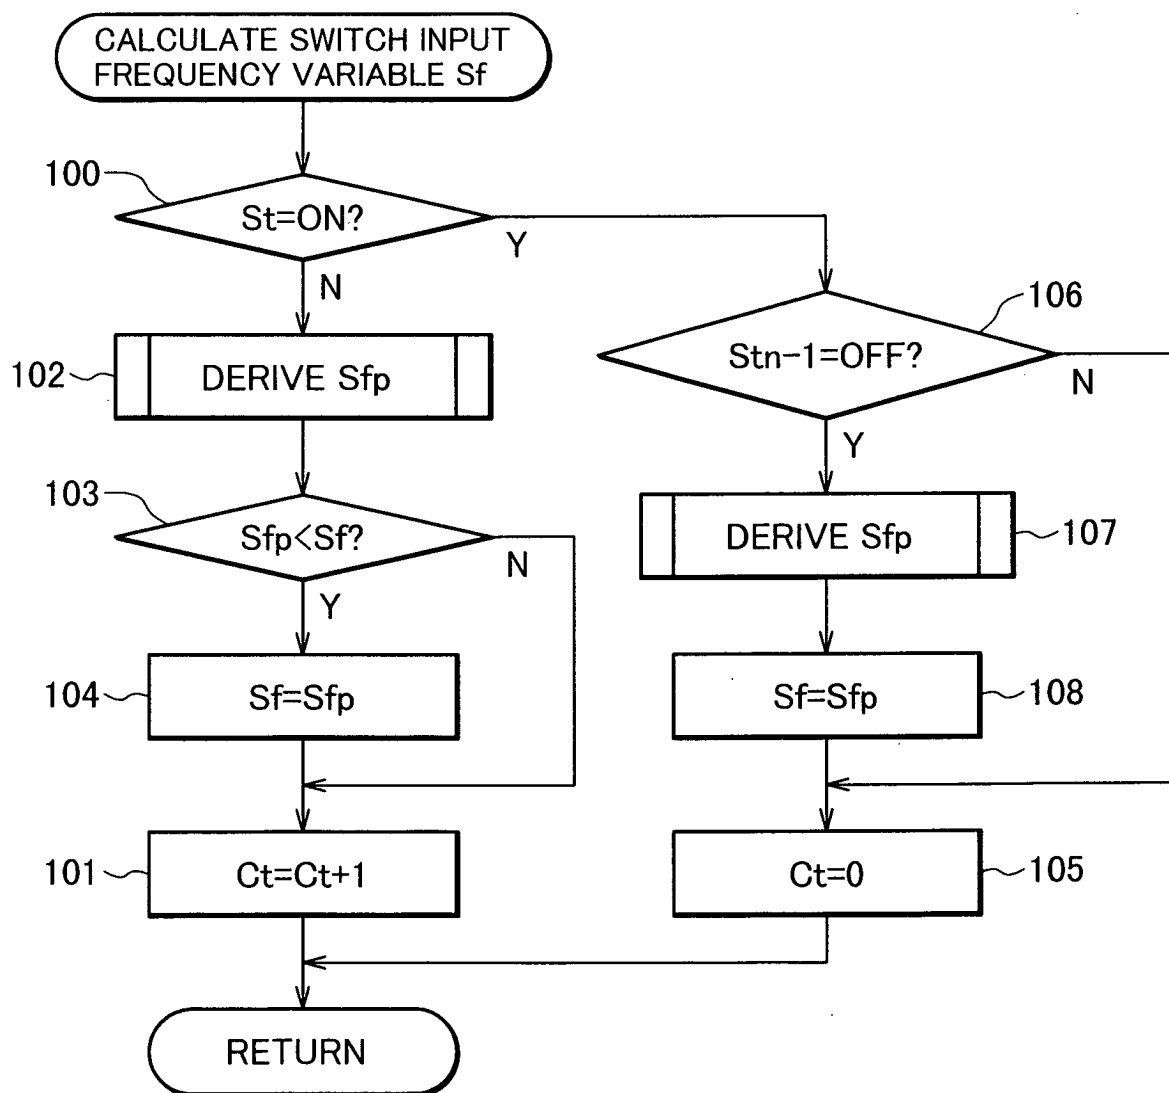 CALCULATE SWITCH INPUT
FREQUENCY VARIABLE Sf
100
St=ON?
Y
N
106
Stn-1=OFF?
N
Y
102
DERIVE Sfp
103
Sfp<Sf?
N
Y
DERIVE Sfp
107
104
Sf=Sfp
Sf=Sfp
108
101
Ct=Ct+1
Ct=0
105
RETURN